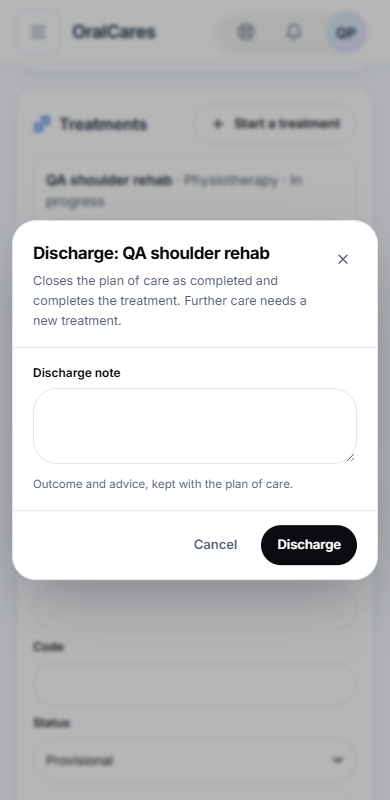 OralCares
QP
Treatments
Start a treatment
QA shoulder rehab · Physiotherapy · In
progress
Discharge: QA shoulder rehab
Closes the plan of care as completed and
completes the treatment. Further care needs a
new treatment.
Discharge note
Outcome and advice, kept with the plan of care.
Cancel
Discharge
Code
Status
Provisional